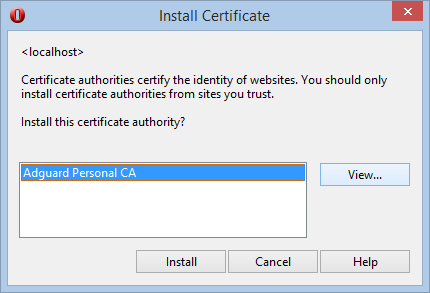 Install Certificate
<localhost>
Certificate authorities certify the identity of websites. You should only
install certificate authorities from sites you trust.
Install this certificate authority?
Adguard Personal CA
View...
Install
Cancel
Help